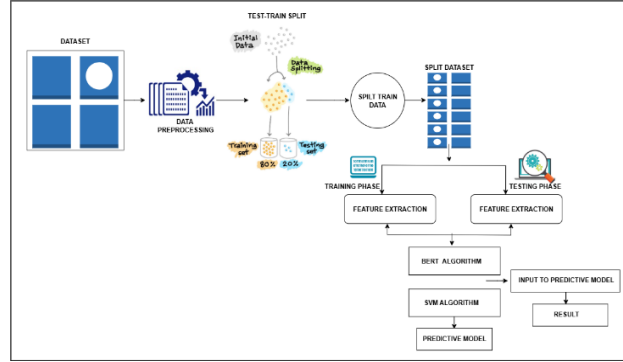 TEST-TRAIN SPLIT
DATASET
Initial
Data
Data
Splitting
SPLIT DATASET
SPILT TRAIN
DATA
DATA
PREPROCESSING
Training
set
Testing
set
80%
20%
TRAINING PHASE
TESTING PHASE
FEATURE EXTRACTION
FEATURE EXTRACTION
BERT ALGORITHM
INPUT TO PREDICTIVE MODEL
SVM ALGORITHM
RESULT
PREDICTIVE MODEL